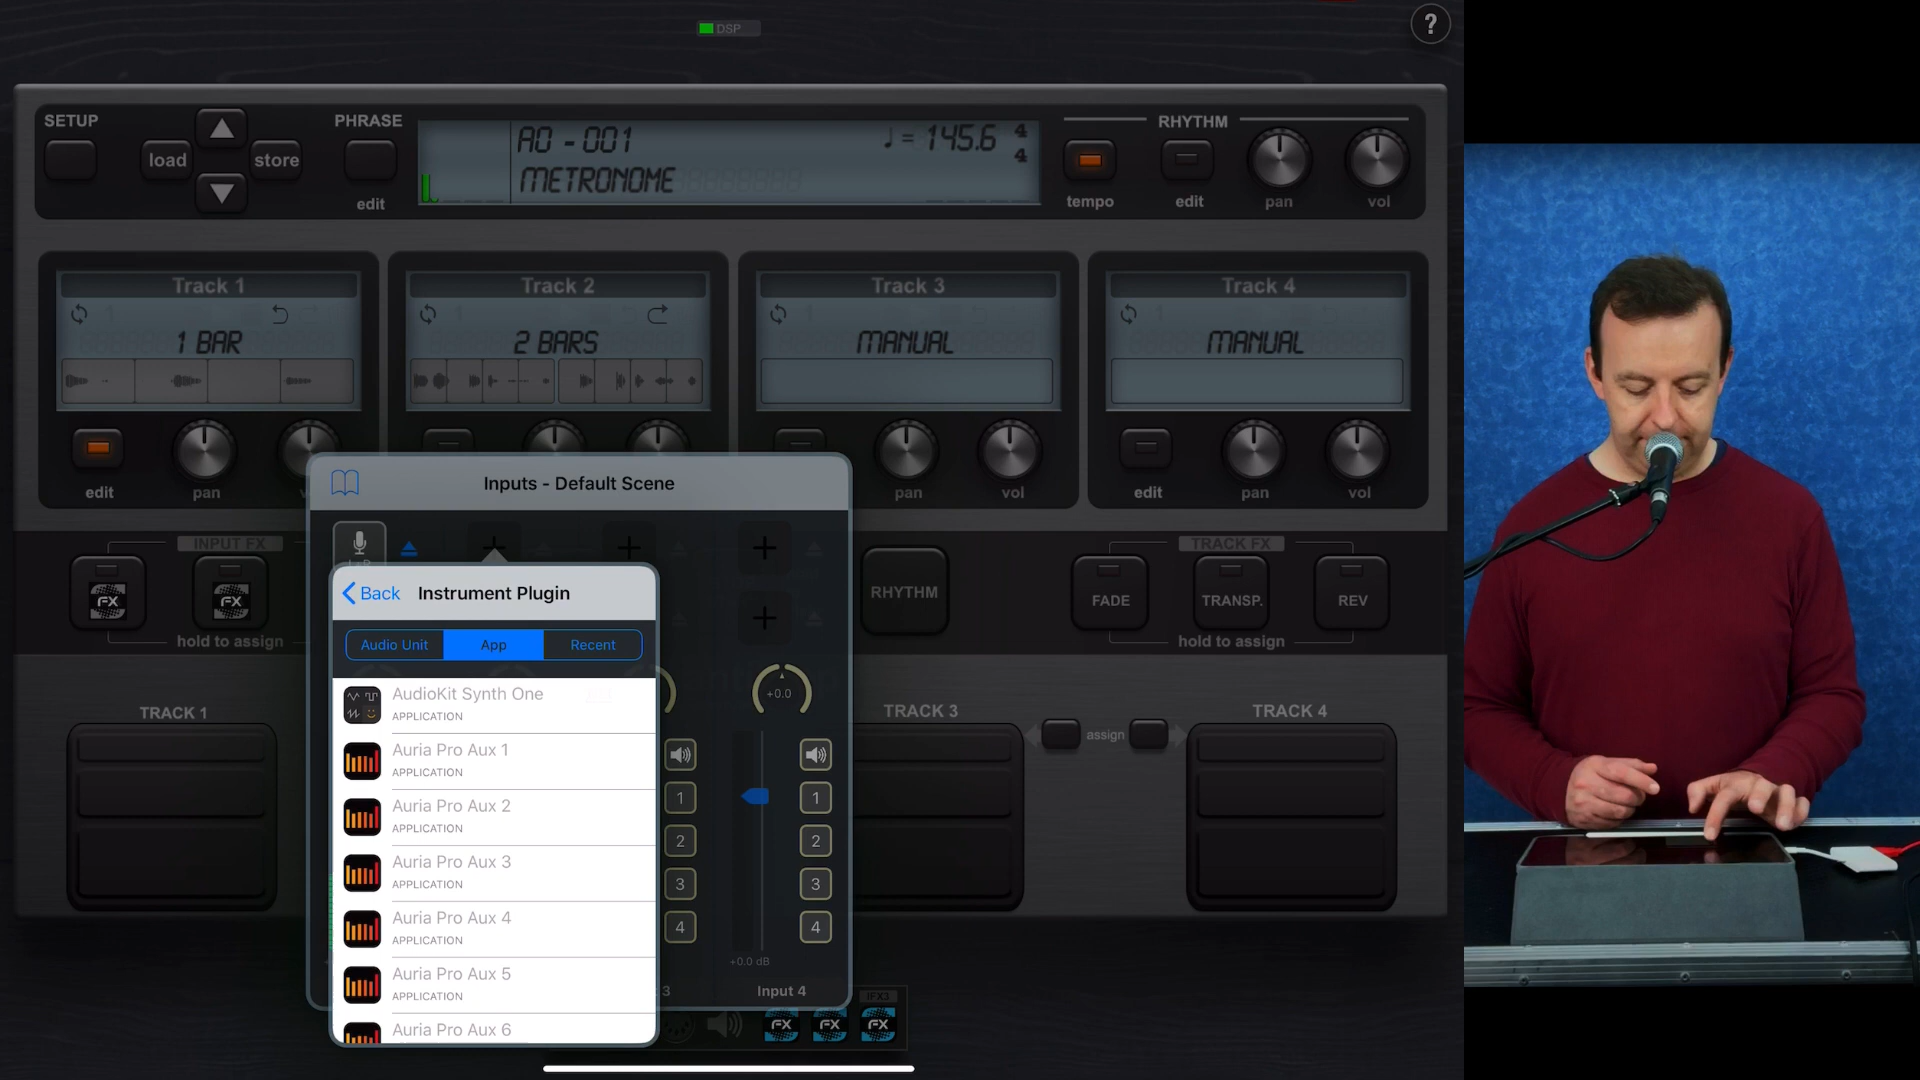 DSP
?
SETUP
load
store
PHRASE
edit
A0 - 001
♩ = 145.6 4 4
METRONOME
RHYTHM
tempo
edit
pan
vol
Track 1
1 BAR
Track 2
2 BARS
Track 3
MANUAL
Track 4
MANUAL
edit
pan
pan
vol
edit
pan
vol
Inputs - Default Scene
INPUT FX
FX
FX
hold to assign
Back
Instrument Plugin
Audio Unit
App
Recent
AudioKit Synth One
APPLICATION
Auria Pro Aux 1
APPLICATION
Auria Pro Aux 2
APPLICATION
Auria Pro Aux 3
APPLICATION
Auria Pro Aux 4
APPLICATION
Auria Pro Aux 5
APPLICATION
Auria Pro Aux 6
1
2
3
4
3
+0.0
1
2
3
4
+0.0 dB
Input 4
IFX3
FX
FX
FX
RHYTHM
TRACK FX
FADE
TRANSP.
REV
hold to assign
TRACK 1
TRACK 3
assign
TRACK 4